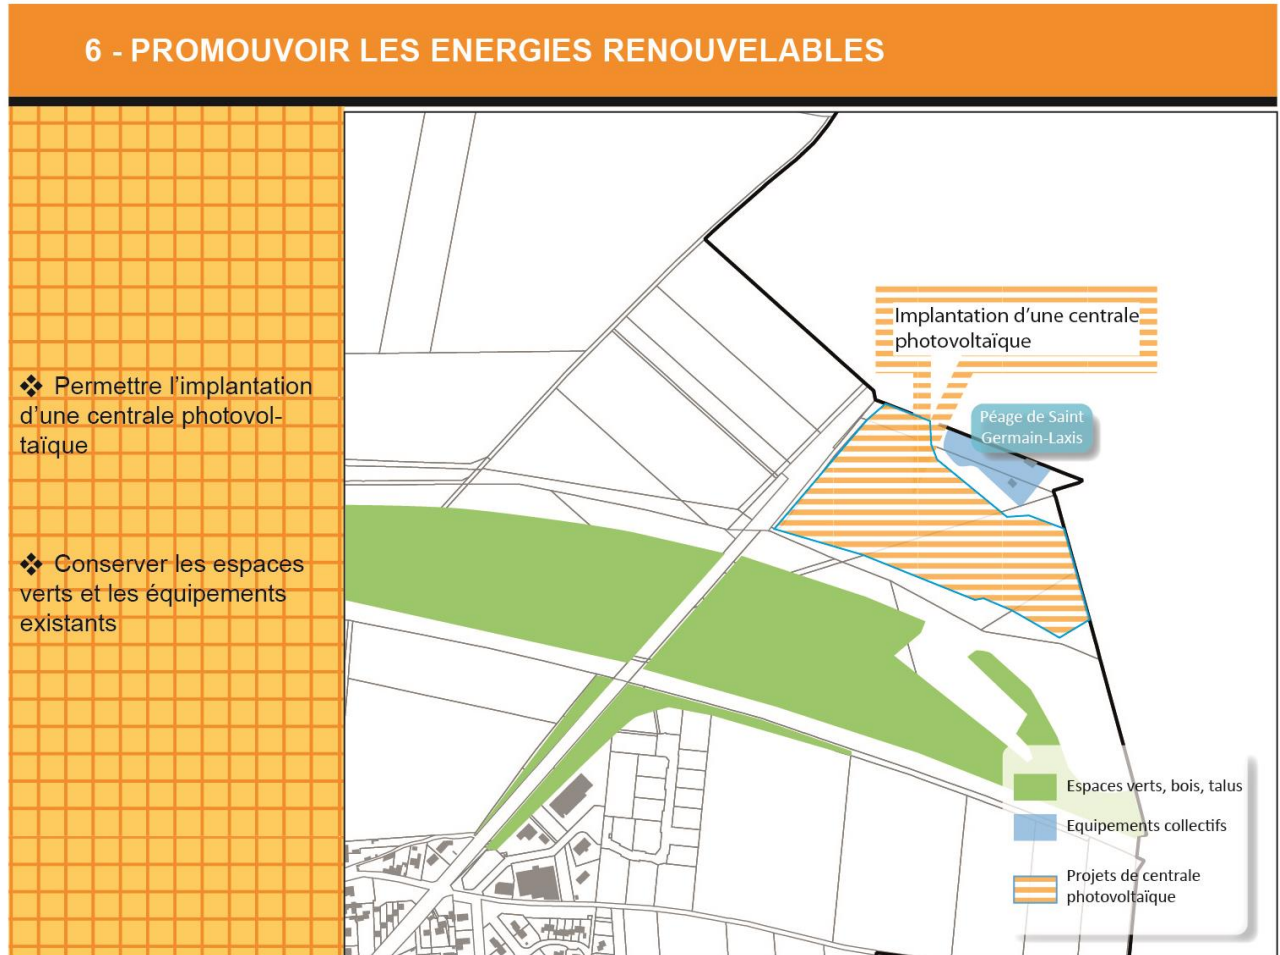 6 - PROMOUVOIR LES ENERGIES RENOUVELABLES
❖ Permettre l’implantation
d’une centrale photovol-
taïque
❖ Conserver les espaces
verts et les équipements
existants
Implantation d’une centrale
photovoltaïque
Péage de Saint
Germain-Laxis
Espaces verts, bois, talus
Equipements collectifs
Projets de centrale
photovoltaïque